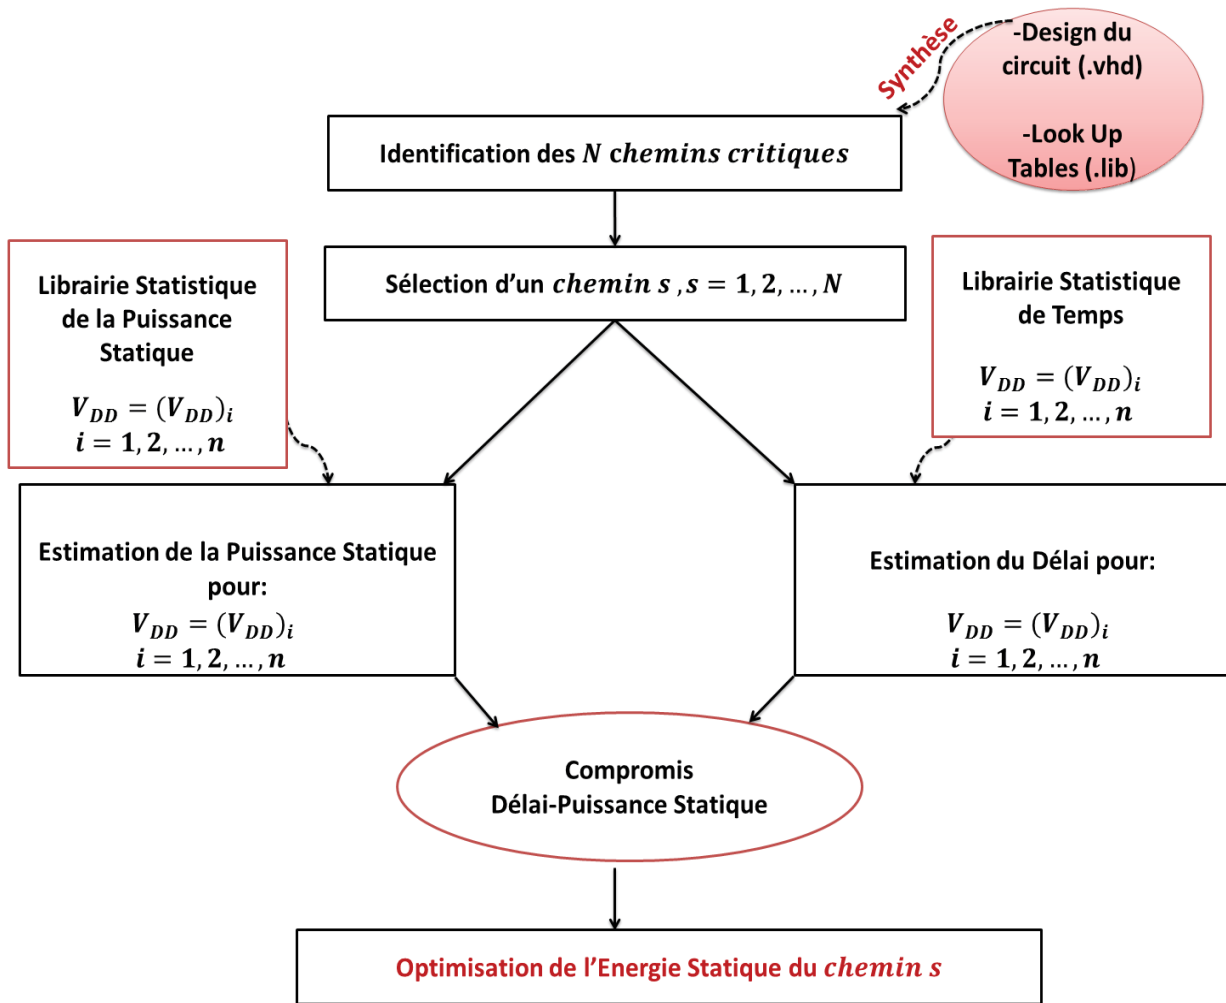 Synthèse
-Design du
circuit (.vhd)
-Look Up
Tables (.lib)
Identification des N chemins critiques
Sélection d'un chemin s , s = 1, 2, ..., N
Librairie Statistique
de la Puissance
Statique
V_DD = (V_DD)_i
i = 1, 2, ..., n
Librairie Statistique
de Temps
V_DD = (V_DD)_i
i = 1, 2, ..., n
Estimation de la Puissance Statique
pour:
V_DD = (V_DD)_i
i = 1, 2, ..., n
Estimation du Délai pour:
V_DD = (V_DD)_i
i = 1, 2, ..., n
Compromis
Délai-Puissance Statique
Optimisation de l'Energie Statique du chemin s